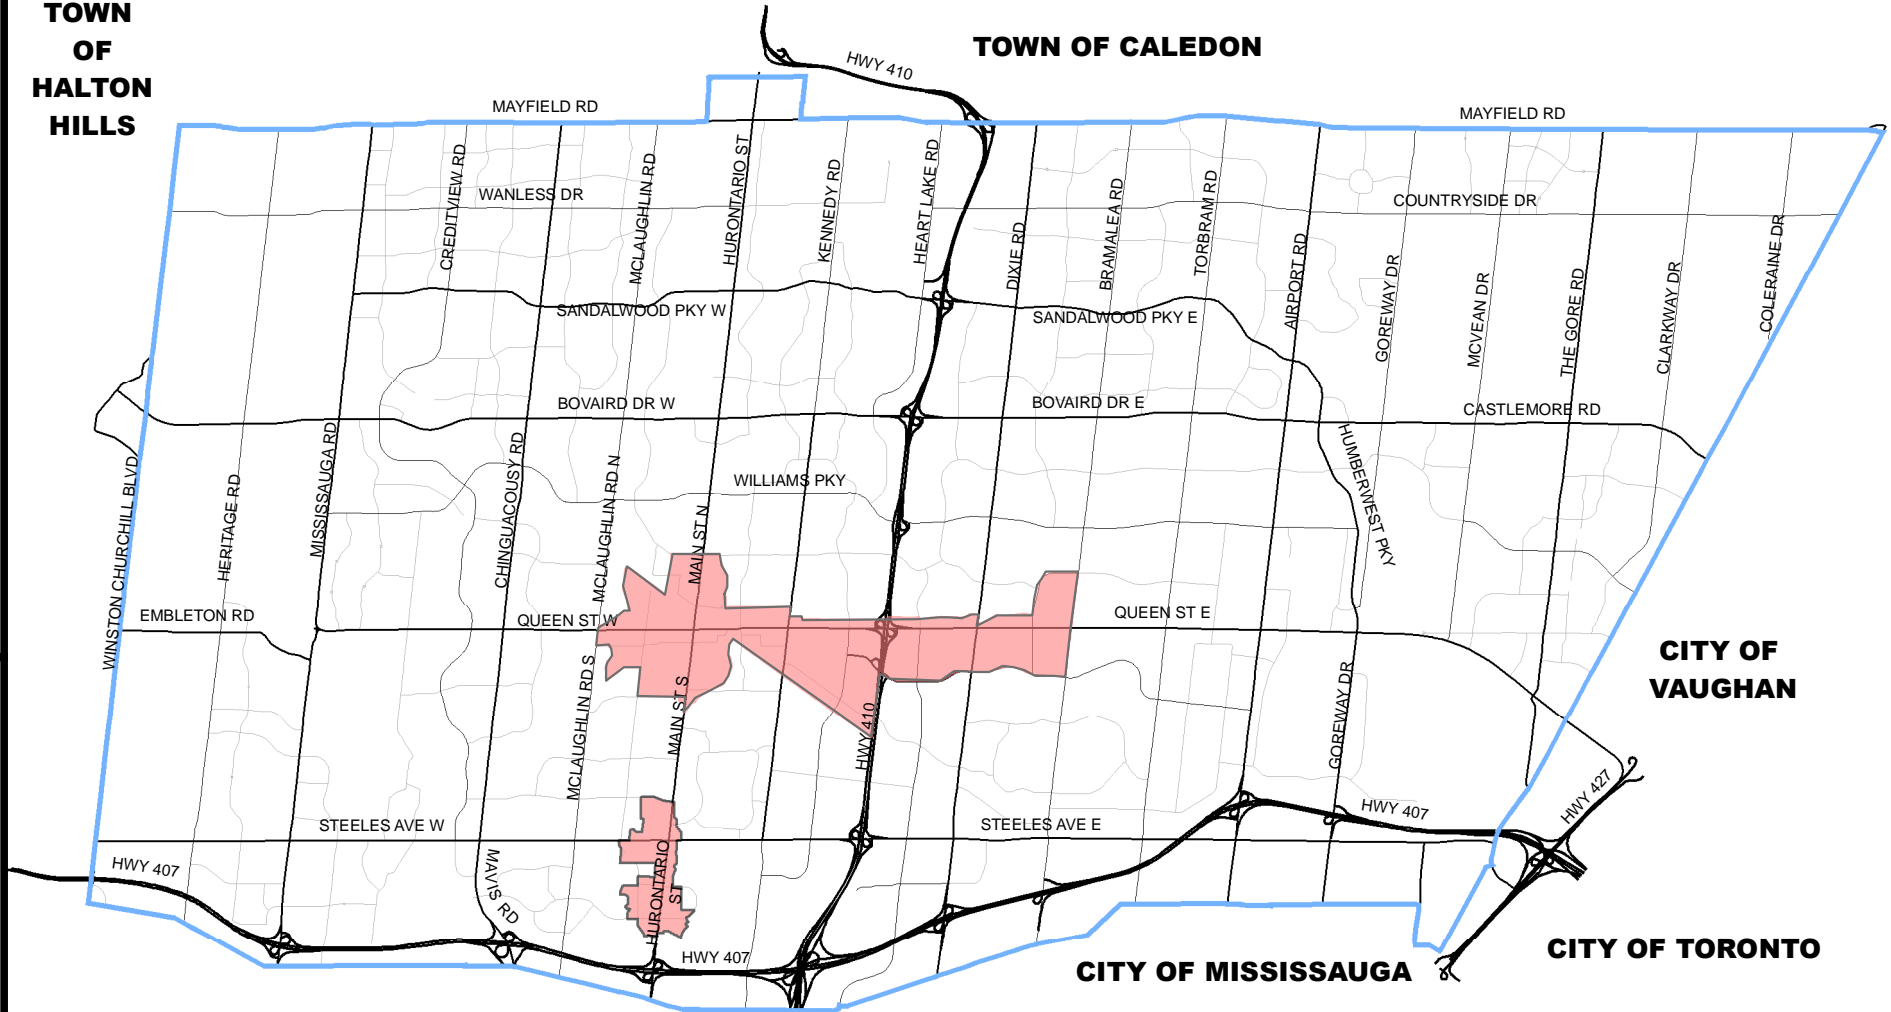 TOWN
OF
HALTON
HILLS
TOWN OF CALEDON
HWY 410
MAYFIELD RD
MAYFIELD RD
CREDITVIEW RD
WANLESS DR
MCLAUGHLIN RD
HURONTARIO ST
KENNEDY RD
HEART LAKE RD
DIXIE RD
BRAMALEA RD
TORBRAM RD
AIRPORT RD
COUNTRYSIDE DR
GOREWAY DR
MCVEAN DR
THE GORE RD
CLARKWAY DR
COLERAINE DR
SANDALWOOD PKY W
SANDALWOOD PKY E
BOVAIRD DR W
BOVAIRD DR E
CASTLEMORE RD
WINSTON CHURCHILL BLVD
HERITAGE RD
MISSISSAUGA RD
CHINGUACOUSY RD
MCLAUGHLIN RD N
MAIN ST N
WILLIAMS PKY
HUMBERWEST PKY
EMBLETON RD
QUEEN ST W
QUEEN ST E
CITY OF
VAUGHAN
MCLAUGHLIN RD S
MAIN ST S
HWY 410
GOREWAY DR
STEELES AVE W
STEELES AVE E
HWY 407
HWY 427
HWY 407
MAVIS RD
HURONTARIO
ST
HWY 407
CITY OF MISSISSAUGA
CITY OF TORONTO